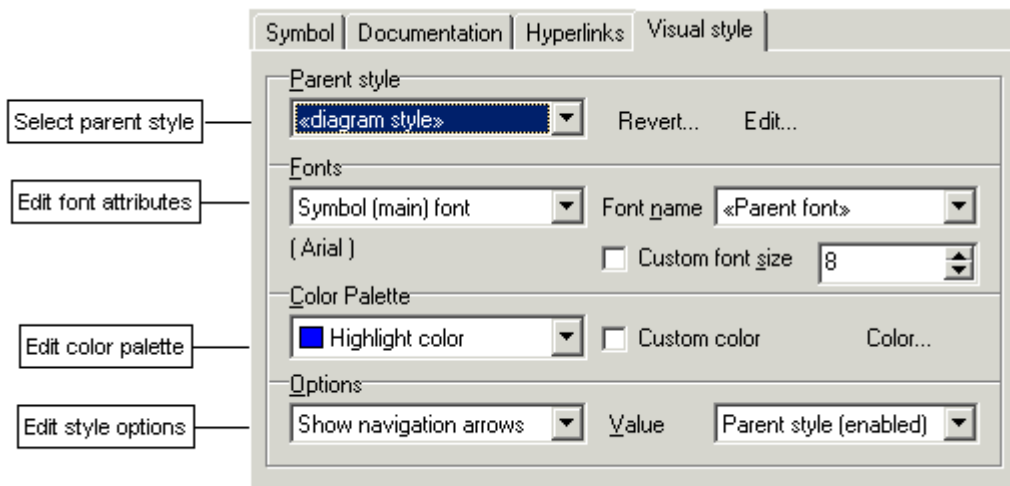 Symbol Documentation Hyperlinks Visual style
Parent style
Select parent style «diagram style» Revert... Edit...
Fonts
Edit font attributes Symbol (main) font Font name «Parent font»
( Arial ) Custom font size 8
Color Palette
Edit color palette Highlight color Custom color Color...
Options
Edit style options Show navigation arrows Value Parent style (enabled)